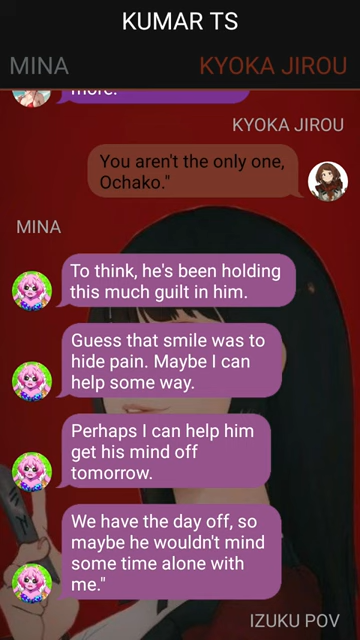 KUMAR TS
MINA KYOKA JIROU
more."
KYOKA JIROU
You aren't the only one,
Ochako."
MINA
To think, he's been holding
this much guilt in him.
Guess that smile was to
hide pain. Maybe I can
help some way.
Perhaps I can help him
get his mind off
tomorrow.
We have the day off, so
maybe he wouldn't mind
some time alone with
me."
IZUKU POV